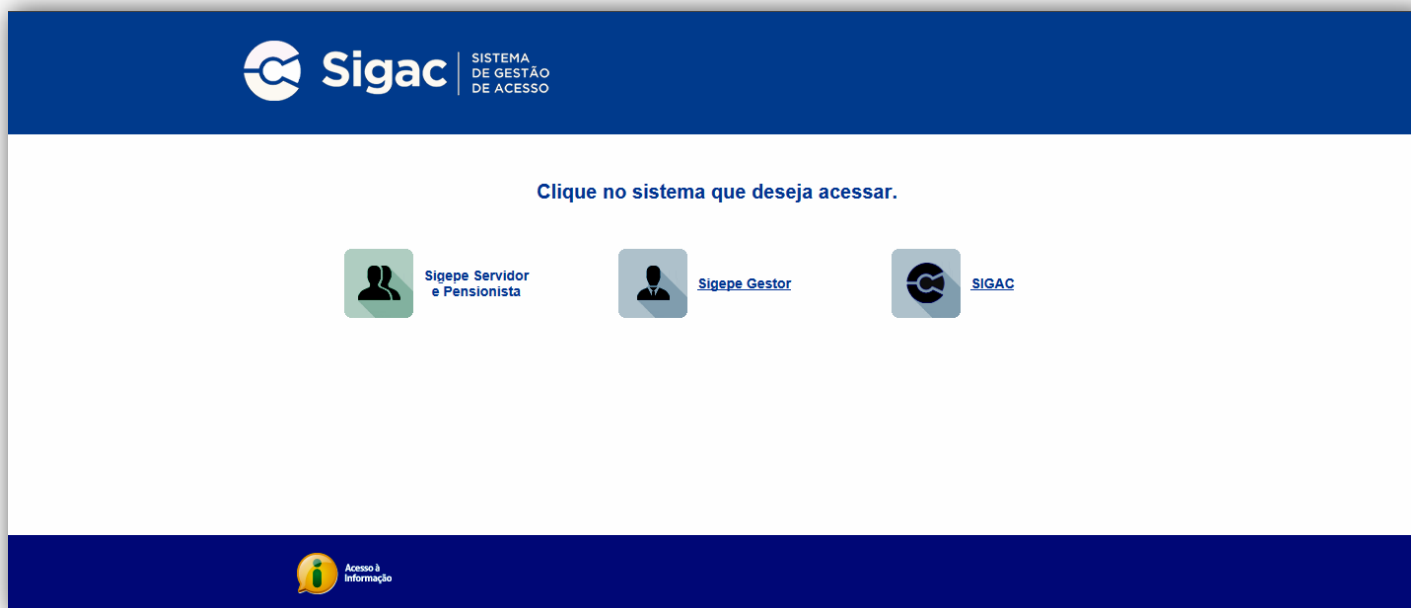 Sigac
SISTEMA
DE GESTÃO
DE ACESSO
Clique no sistema que deseja acessar.
Sigepe Servidor
e Pensionista
Sigepe Gestor
SIGAC
Acesso à
Informação